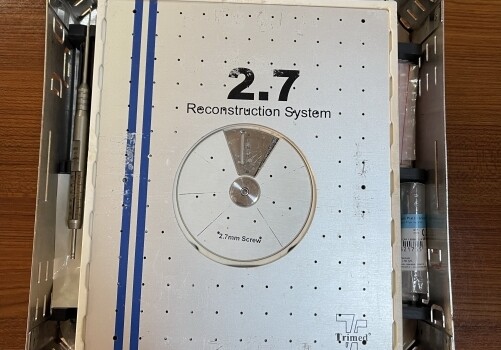 2.7
Reconstruction System
2.7mm Screw
Trimed